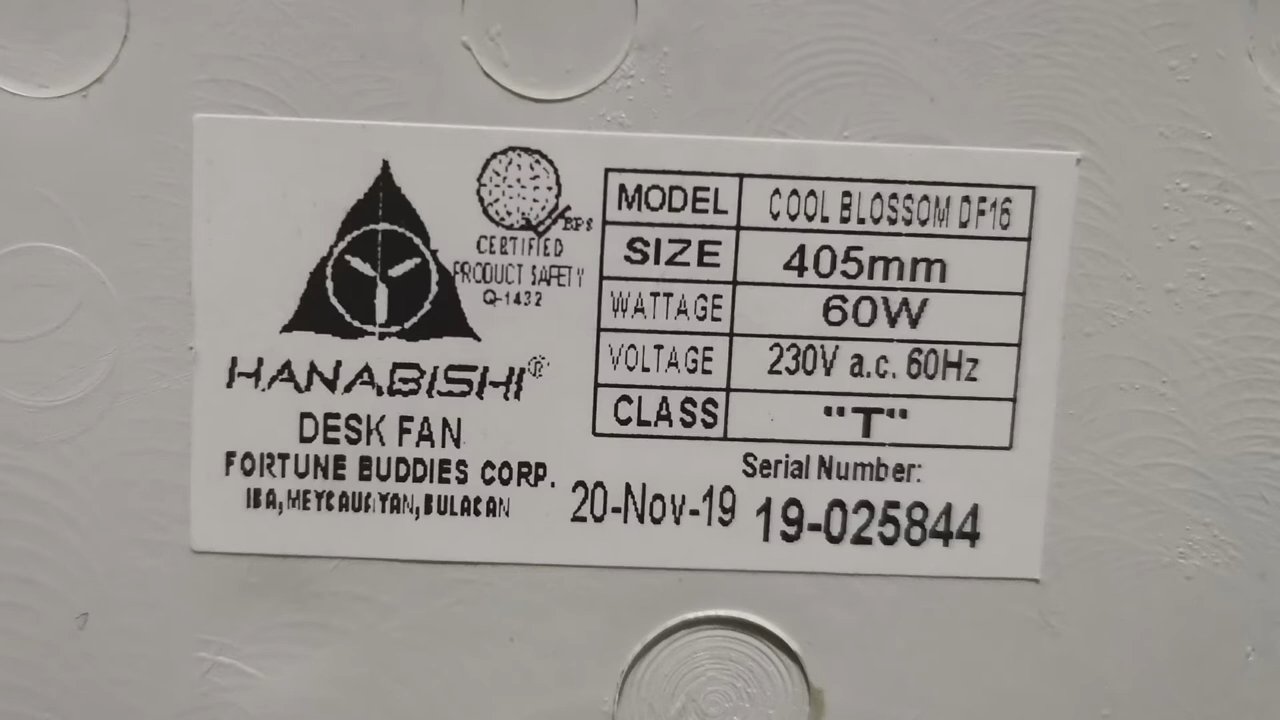 BPS
CERTIFIED
PRODUCT SAFETY
Q-1432
HANABISHI®
DESK FAN
FORTUNE BUDDIES CORP.
IBA, MEYCAUAYAN, BULACAN
MODEL COOL BLOSSOM DF16
SIZE 405mm
WATTAGE 60W
VOLTAGE 230V a.c. 60Hz
CLASS "T"
Serial Number:
20-Nov-19 19-025844